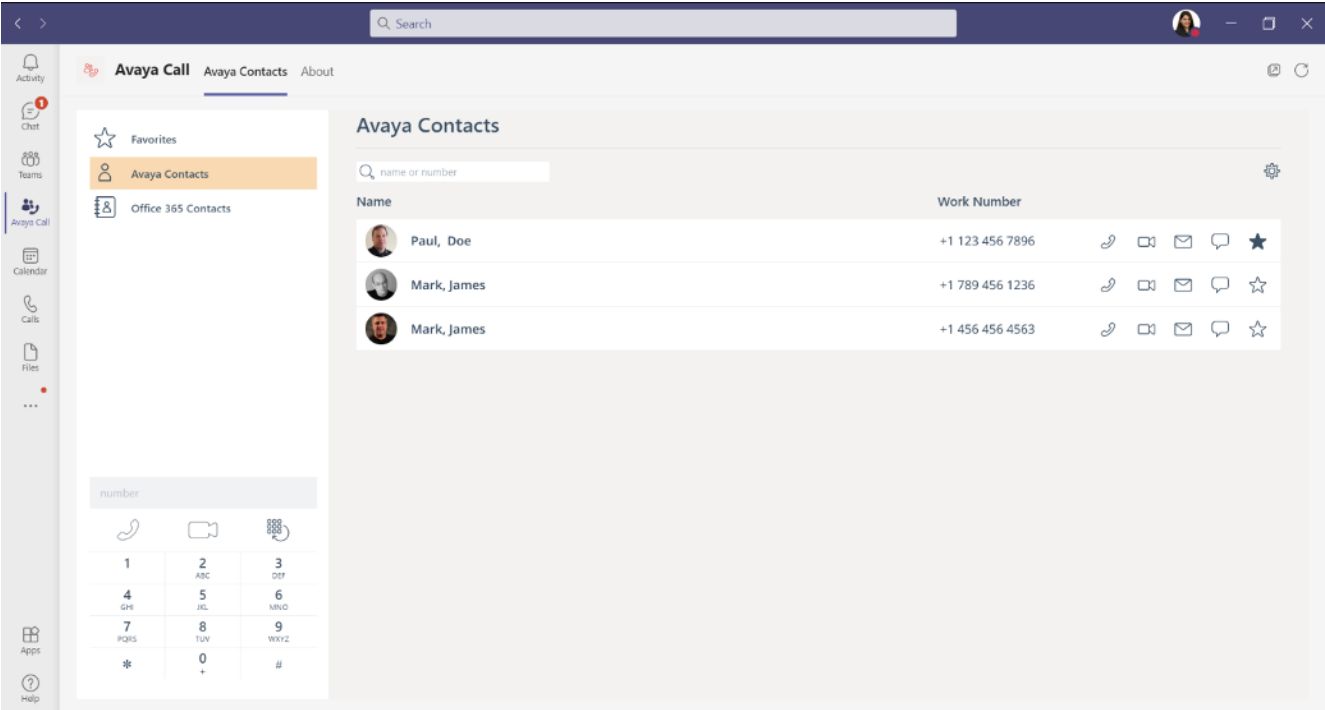 Search
Activity
1
Chat
Teams
Avaya Call
Calendar
Calls
Files
Apps
Help
Avaya Call Avaya Contacts About
Favorites
Avaya Contacts
Office 365 Contacts
number
1 2 3
ABC DEF
4 5 6
GHI JKL MNO
7 8 9
PQRS TUV WXYZ
* 0 #
+
Avaya Contacts
name or number
Name Work Number
Paul, Doe +1 123 456 7896
Mark, James +1 789 456 1236
Mark, James +1 456 456 4563